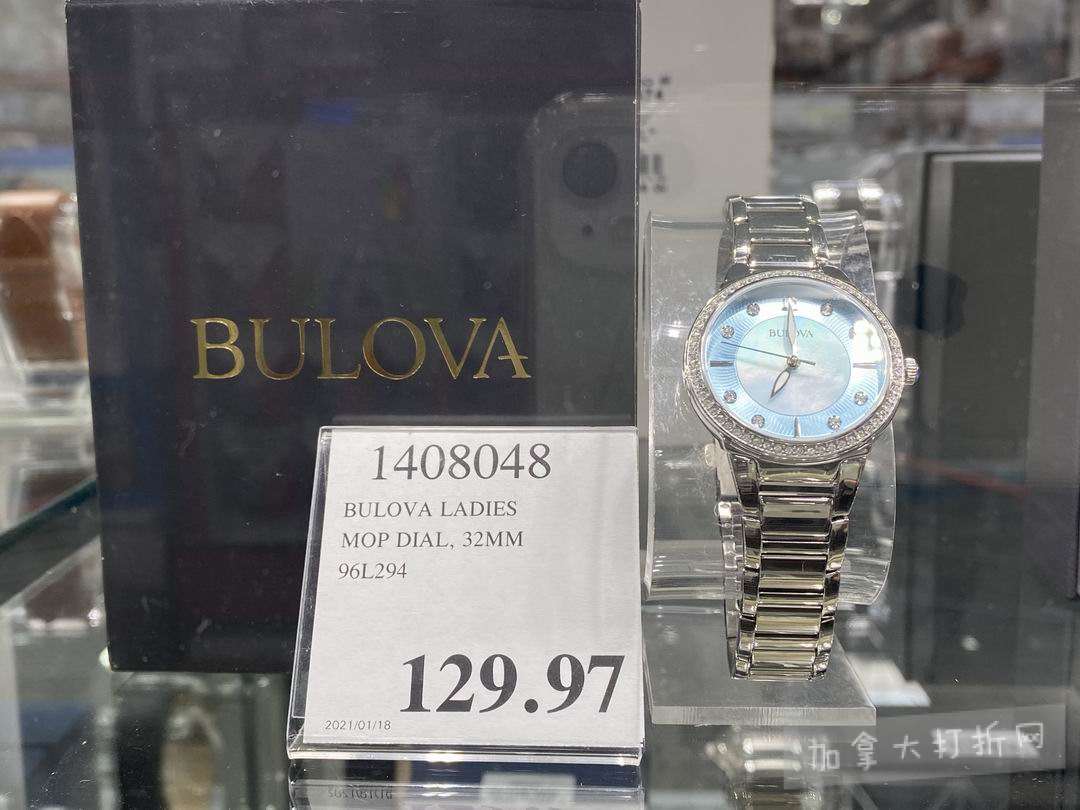 BULOVA
BULOVA
1408048
BULOVA LADIES
MOP DIAL, 32MM
96L294
129.97
2021/01/18
加拿大打折网